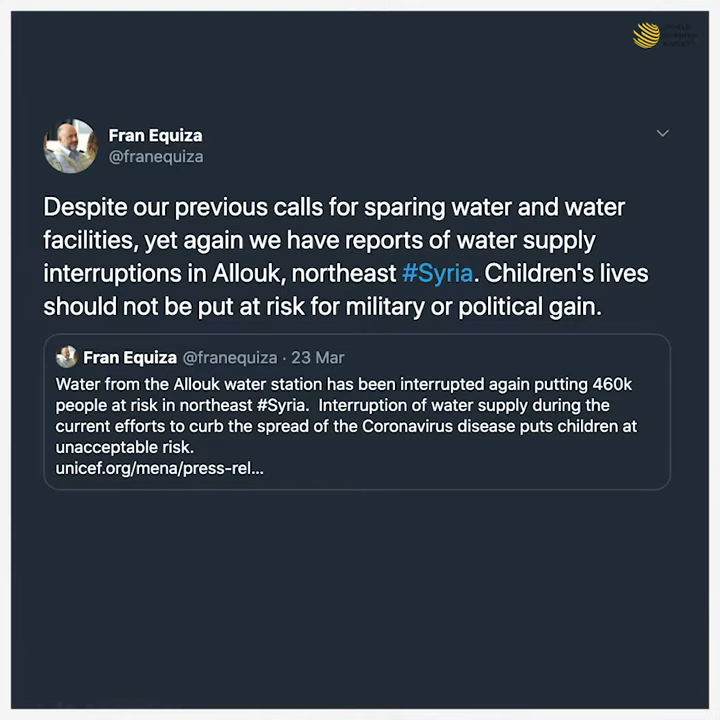 Fran Equiza
@franequiza
Despite our previous calls for sparing water and water
facilities, yet again we have reports of water supply
interruptions in Allouk, northeast #Syria. Children's lives
should not be put at risk for military or political gain.
Fran Equiza @franequiza · 23 Mar
Water from the Allouk water station has been interrupted again putting 460k
people at risk in northeast #Syria. Interruption of water supply during the
current efforts to curb the spread of the Coronavirus disease puts children at
unacceptable risk.
unicef.org/mena/press-rel...